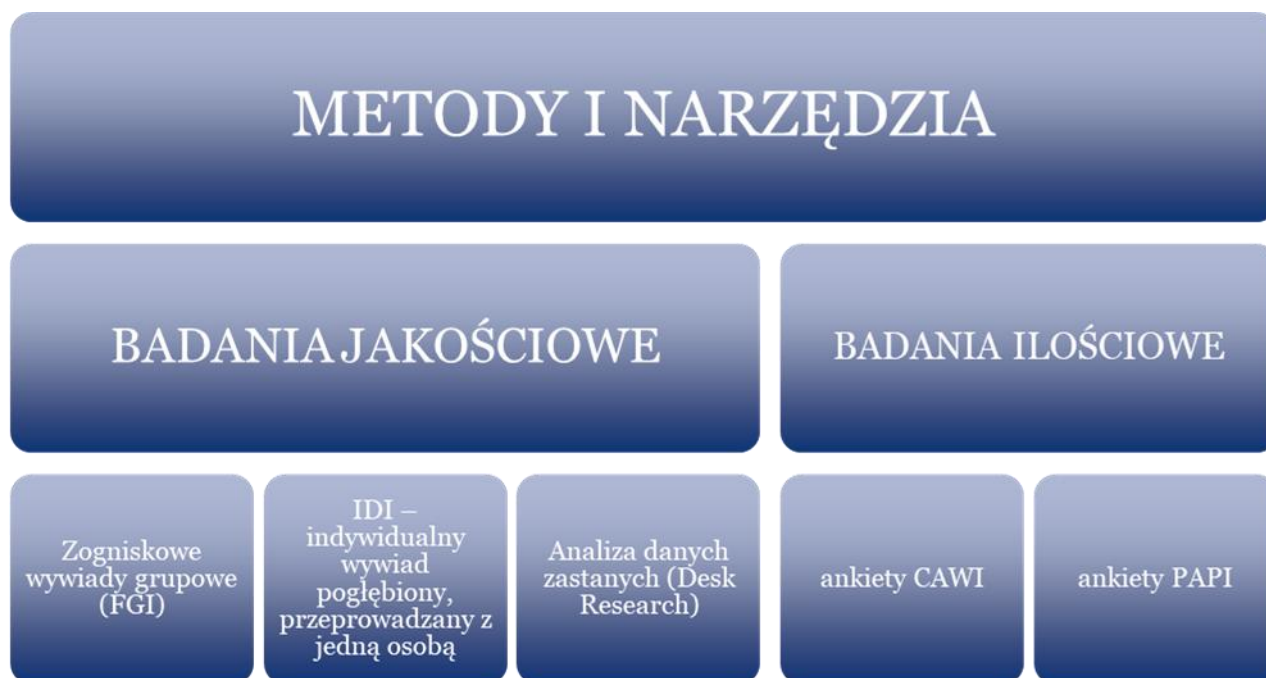 METODY I NARZĘDZIA
BADANIA JAKOŚCIOWE
BADANIA ILOŚCIOWE
Zogniskowe
wywiady grupowe
(FGI)
IDI –
indywidualny
wywiad
pogłębiony,
przeprowadzany z
jedną osobą
Analiza danych
zastanych (Desk
Research)
ankiety CAWI
ankiety PAPI